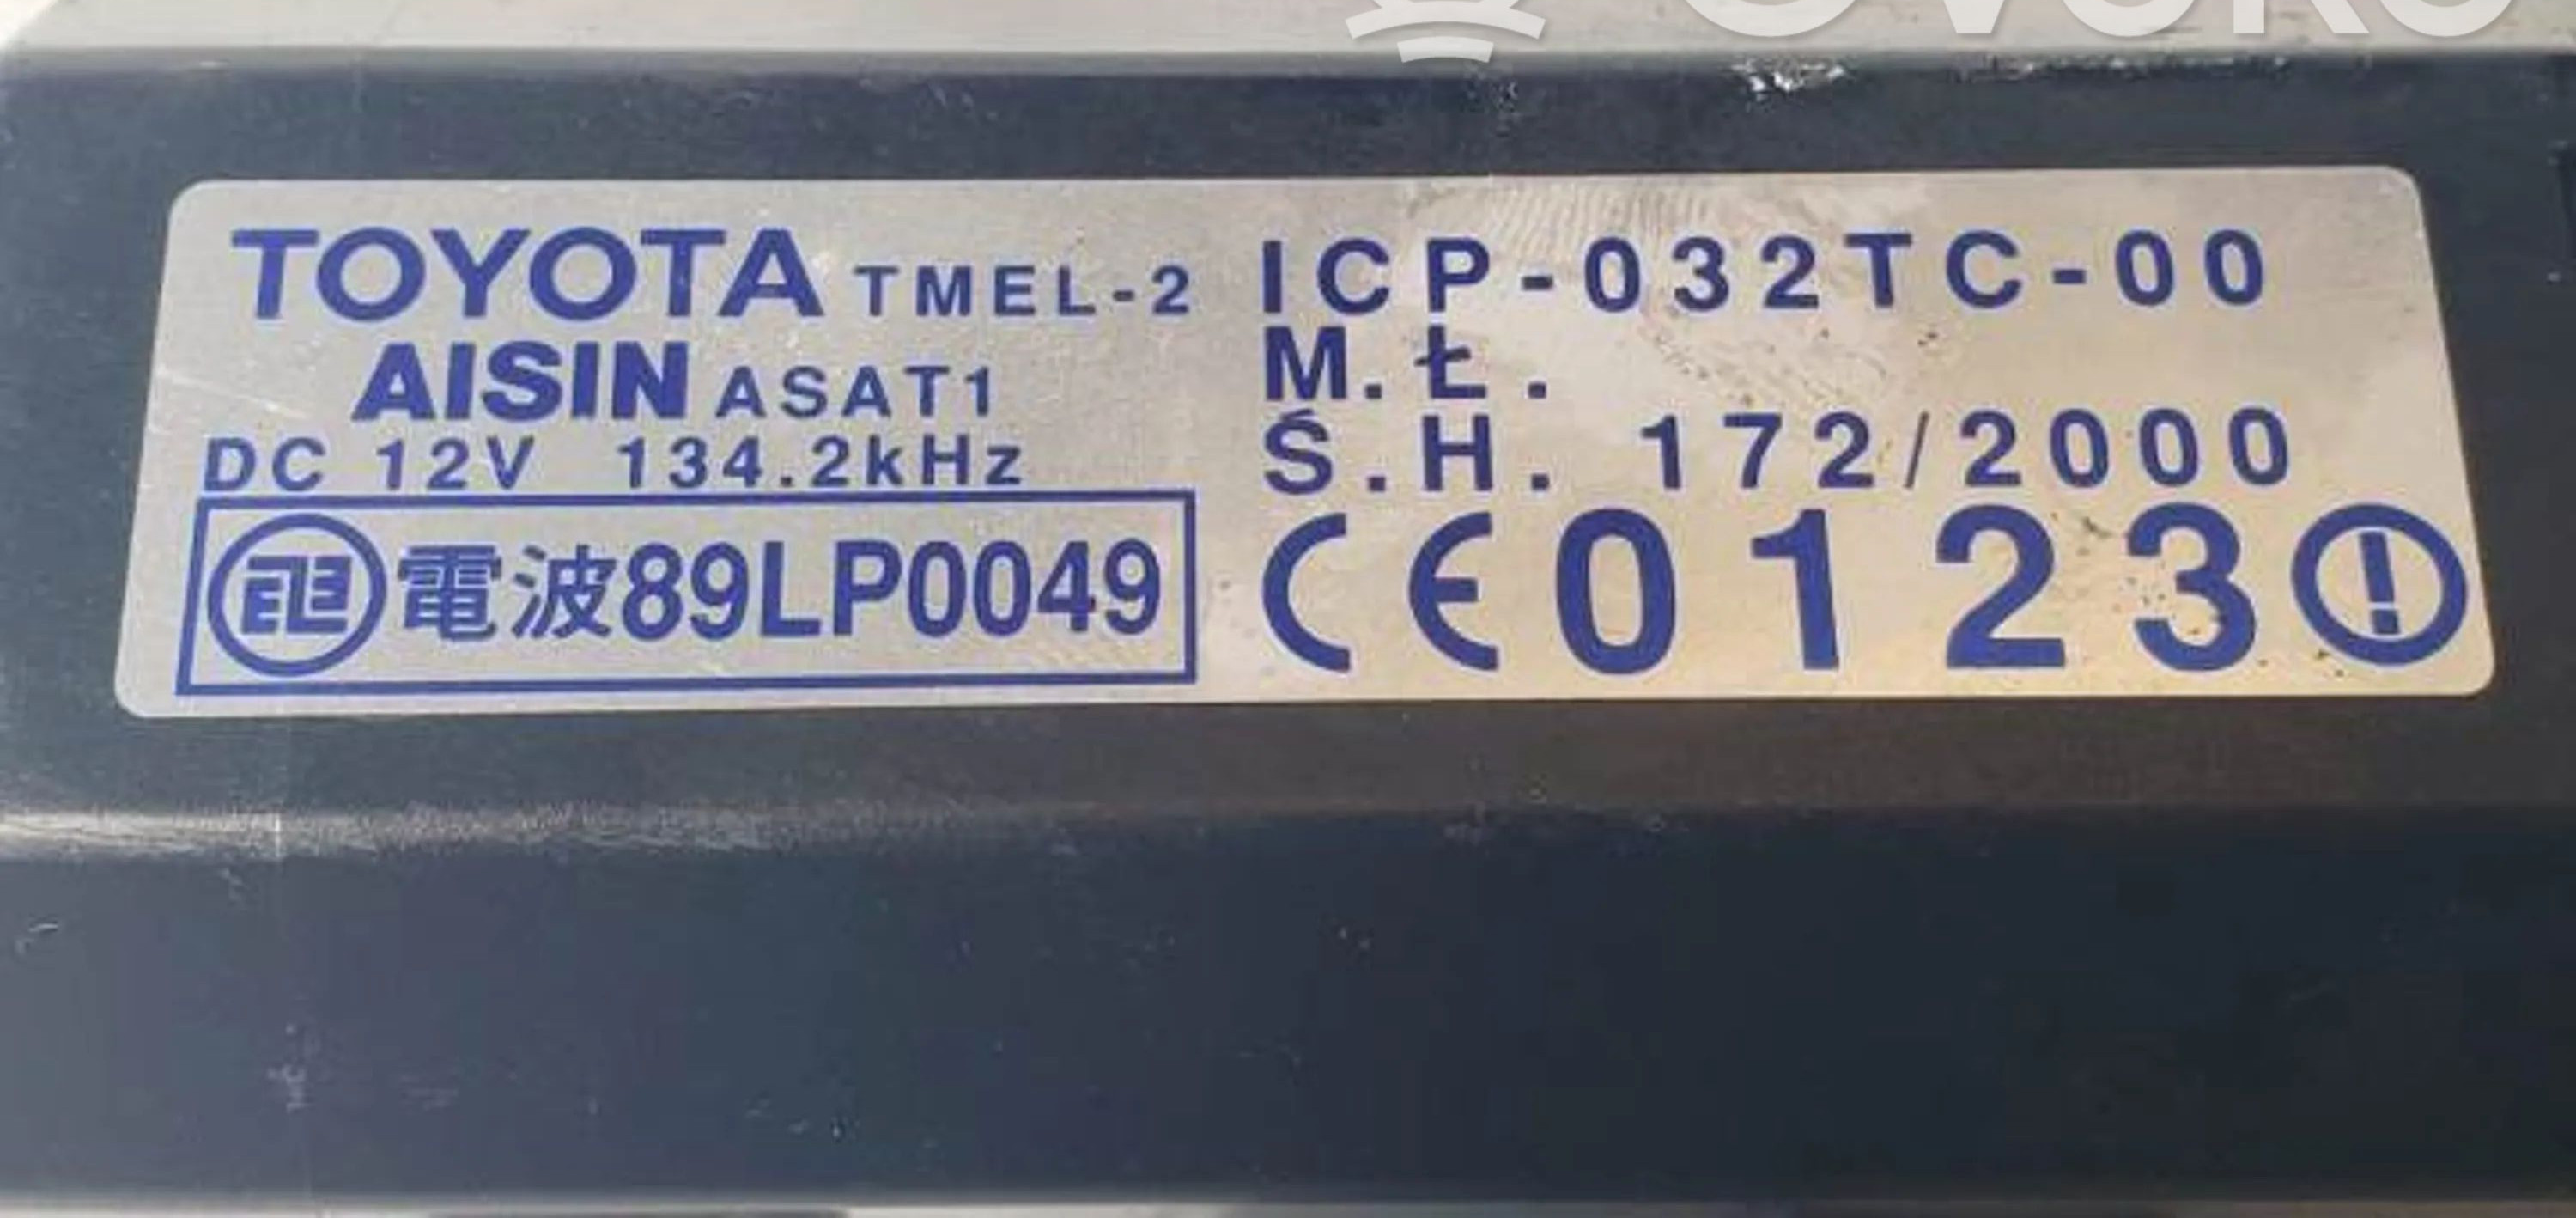 TOYOTA TMEL-2
AISIN ASAT1
DC 12V 134.2kHz
電波89LP0049
ICP-032TC-00
M.Ł.
Ś.H. 172/2000
CE0123